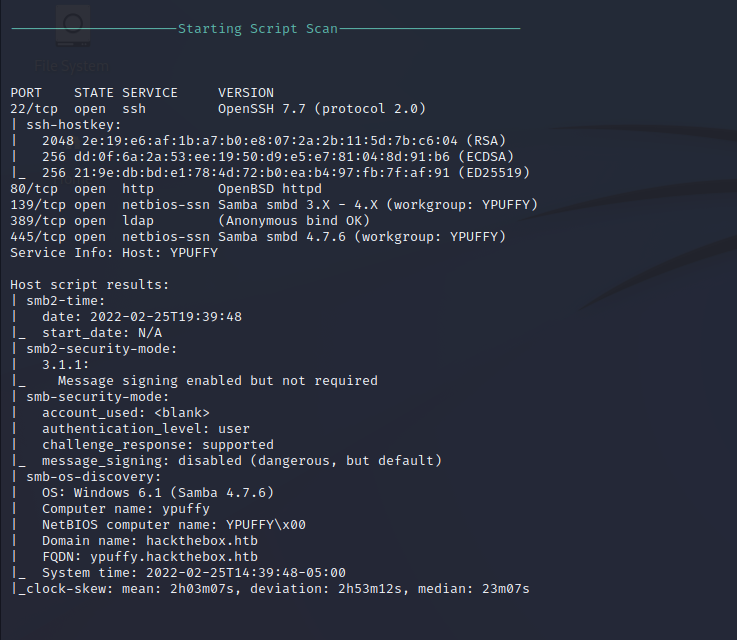 Starting Script Scan
File System
PORT    STATE SERVICE     VERSION
22/tcp  open  ssh         OpenSSH 7.7 (protocol 2.0)
| ssh-hostkey:
|   2048 2e:19:e6:af:1b:a7:b0:e8:07:2a:2b:11:5d:7b:c6:04 (RSA)
|   256 dd:0f:6a:2a:53:ee:19:50:d9:e5:e7:81:04:8d:91:b6 (ECDSA)
|_  256 21:9e:db:bd:e1:78:4d:72:b0:ea:b4:97:fb:7f:af:91 (ED25519)
80/tcp  open  http        OpenBSD httpd
139/tcp open  netbios-ssn Samba smbd 3.X - 4.X (workgroup: YPUFFY)
389/tcp open  ldap        (Anonymous bind OK)
445/tcp open  netbios-ssn Samba smbd 4.7.6 (workgroup: YPUFFY)
Service Info: Host: YPUFFY
Host script results:
| smb2-time:
|   date: 2022-02-25T19:39:48
|_  start_date: N/A
| smb2-security-mode:
|   3.1.1:
|_    Message signing enabled but not required
| smb-security-mode:
|   account_used: <blank>
|   authentication_level: user
|   challenge_response: supported
|_  message_signing: disabled (dangerous, but default)
| smb-os-discovery:
|   OS: Windows 6.1 (Samba 4.7.6)
|   Computer name: ypuffy
|   NetBIOS computer name: YPUFFY\x00
|   Domain name: hackthebox.htb
|   FQDN: ypuffy.hackthebox.htb
|_  System time: 2022-02-25T14:39:48-05:00
|_clock-skew: mean: 2h03m07s, deviation: 2h53m12s, median: 23m07s